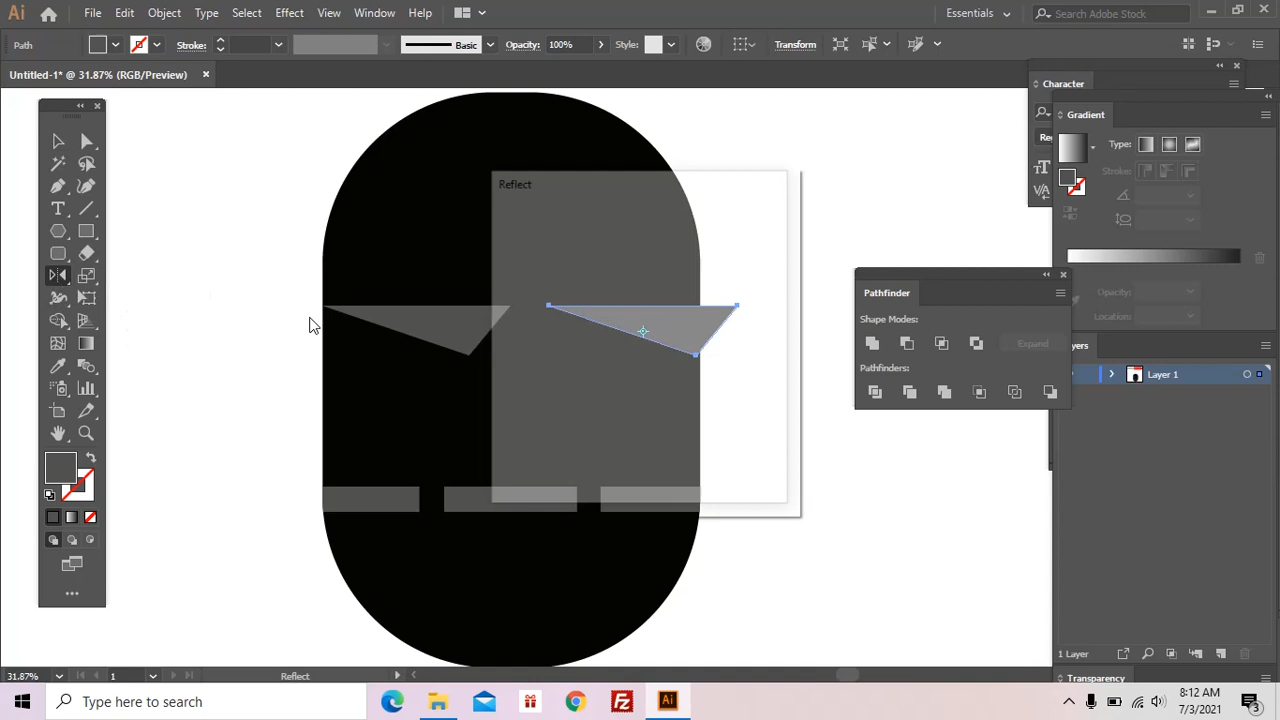 Ai File Edit Object Type Select Effect View Window Help Essentials Search Adobe Stock
Path Stroke: Basic Opacity: 100% Style: Transform
Untitled-1* @ 31.87% (RGB/Preview)
Character
Gradient
Type:
Stroke:
Reflect
Pathfinder
Location:
Shape Modes:
Expand
Pathfinders:
Layer 1
31.87% 1 Reflect
1 Layer
Transparency
Type here to search
Ai
8:12 AM
7/3/2021
3